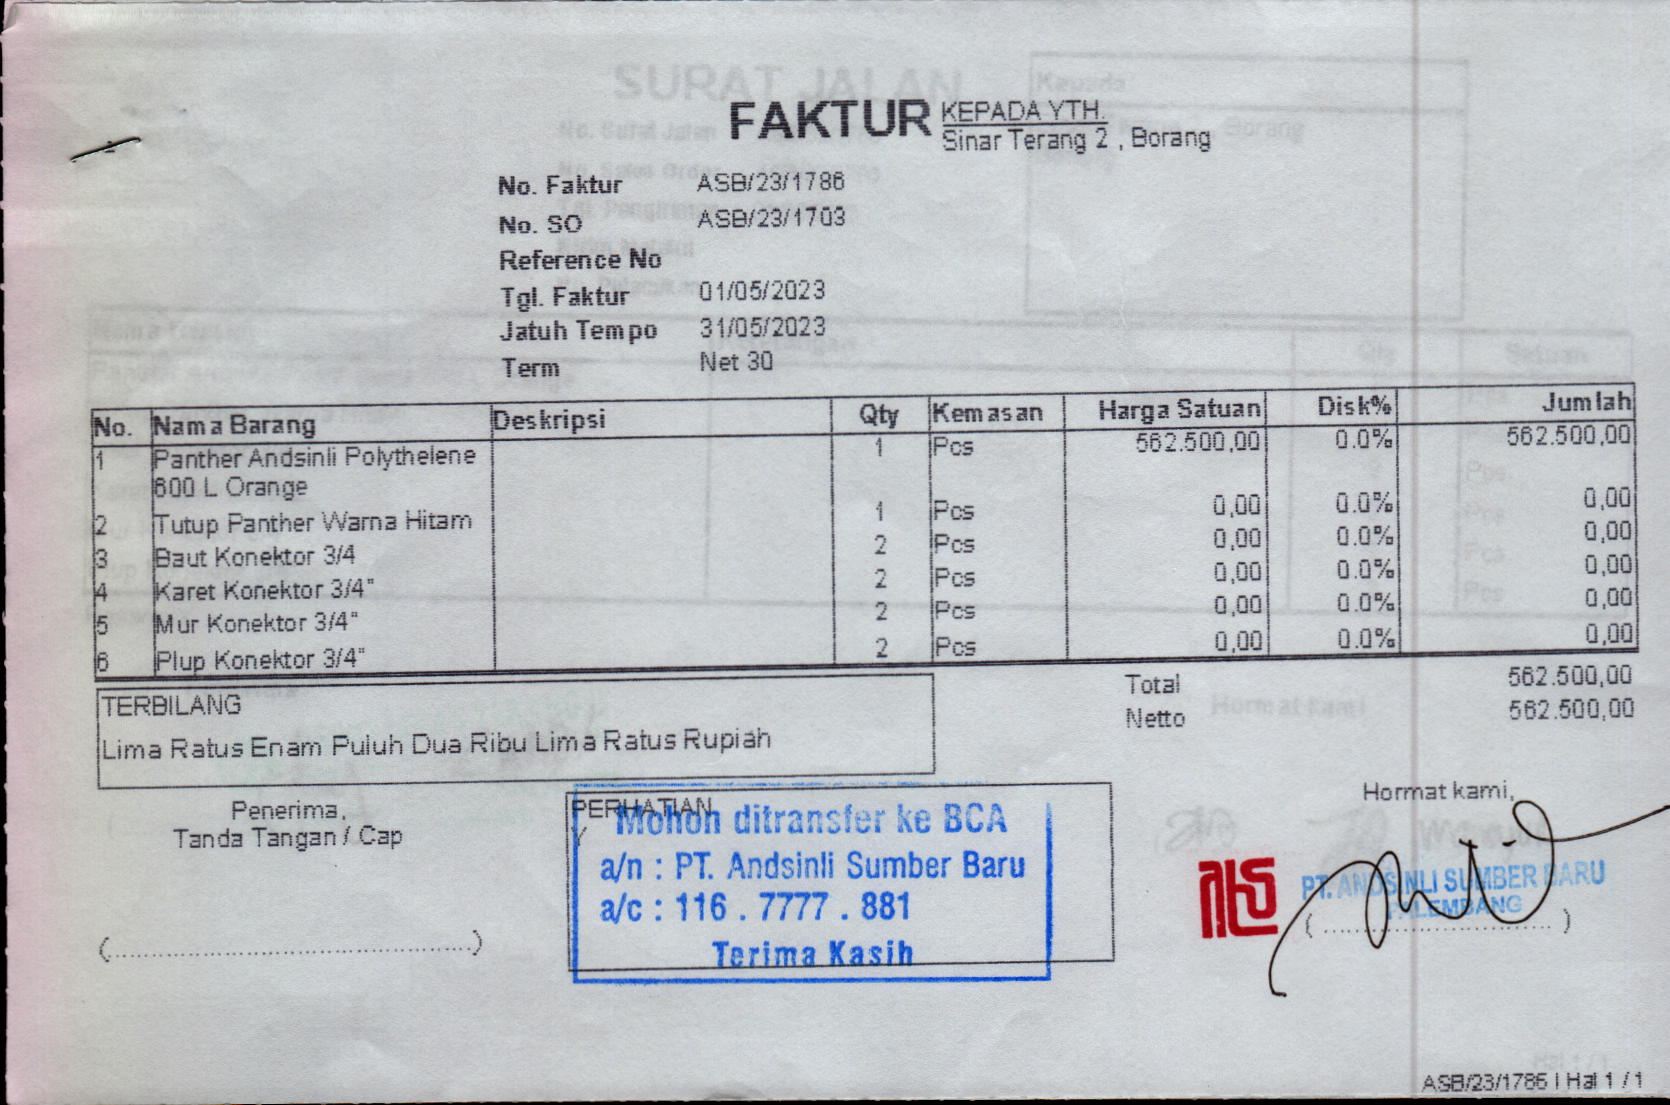 FAKTUR
KEPADA YTH.
Sinar Terang 2 , Borang
No. Faktur ASB/23/1786
No. SO ASB/23/1703
Reference No
Tgl. Faktur 01/05/2023
Jatuh Tempo 31/05/2023
Term Net 30
No. Nama Barang Deskripsi Qty Kemasan Harga Satuan Disk% Jumlah
1 Panther Andsinli Polythelene 1 Pcs 562.500,00 0.0% 562.500,00
600 L Orange
2 Tutup Panther Warna Hitam 1 Pcs 0,00 0.0% 0,00
3 Baut Konektor 3/4 2 Pcs 0,00 0.0% 0,00
4 Karet Konektor 3/4" 2 Pcs 0,00 0.0% 0,00
5 Mur Konektor 3/4" 2 Pcs 0,00 0.0% 0,00
6 Plup Konektor 3/4" 2 Pcs 0,00 0.0% 0,00
Total 562.500,00
Netto 562.500,00
TERBILANG
Lima Ratus Enam Puluh Dua Ribu Lima Ratus Rupiah
Penerima,
Tanda Tangan / Cap
(........................................)
PERHATIAN
Mohon ditransfer ke BCA
a/n : PT. Andsinli Sumber Baru
a/c : 116 . 7777 . 881
Terima Kasih
Hormat kami,
PT. ANDSINLI SUMBER BARU
PALEMBANG
(........................................)
ASB/23/1786 | Hal 1 / 1